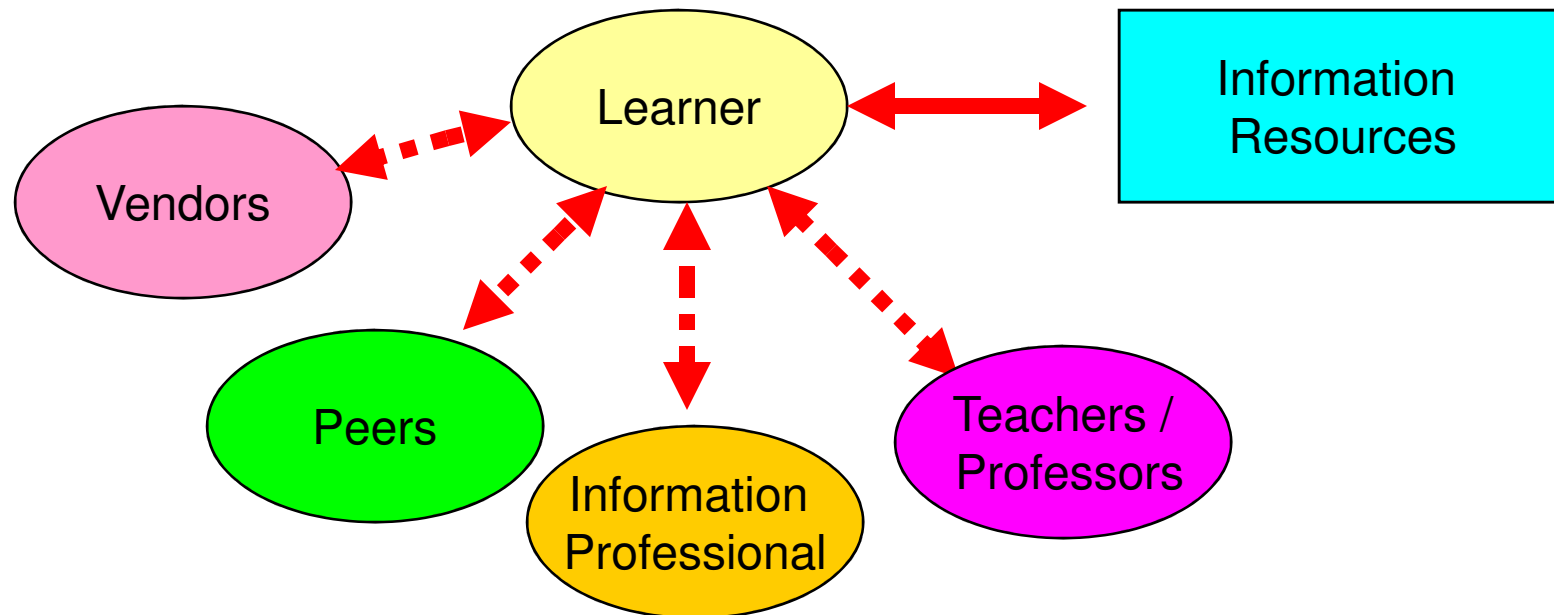 Learner
Information
Resources
Vendors
Peers
Information
Professional
Teachers /
Professors